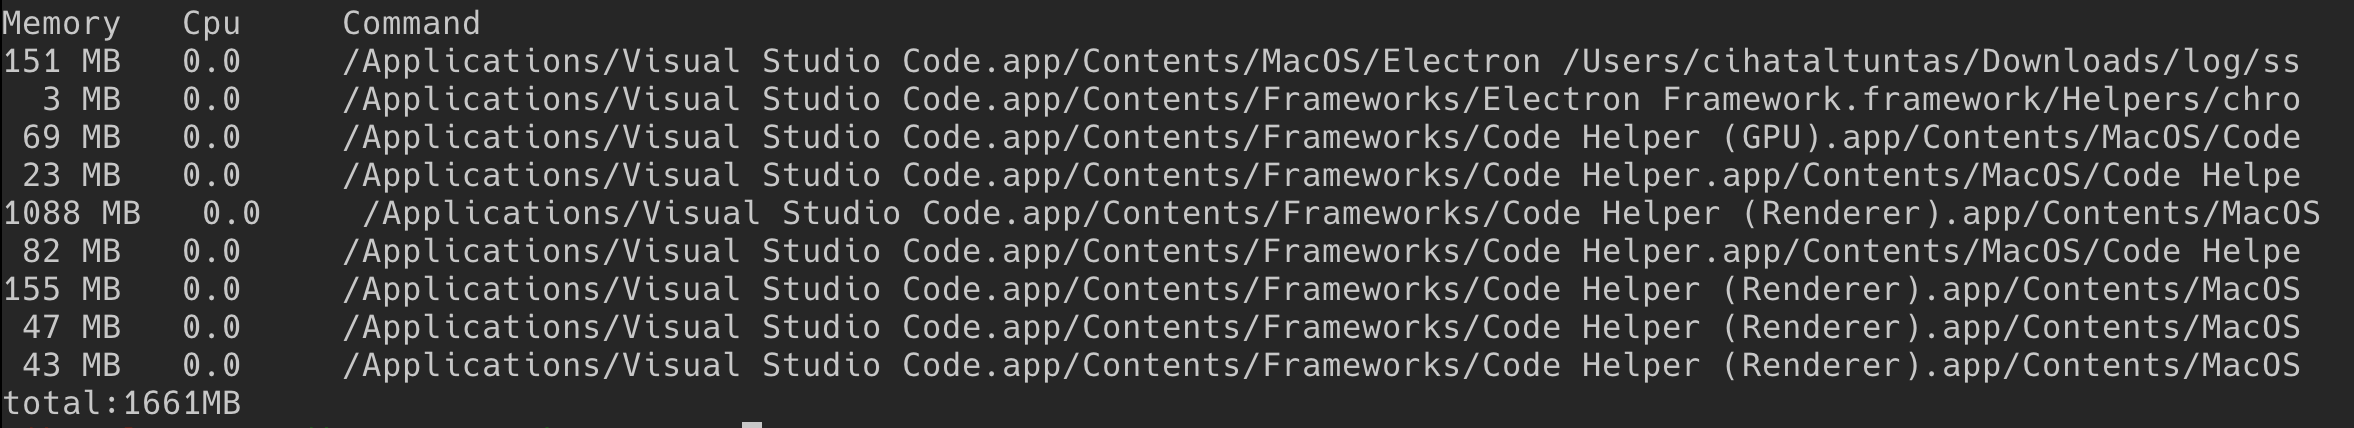 Memory   Cpu     Command
151 MB   0.0     /Applications/Visual Studio Code.app/Contents/MacOS/Electron /Users/cihataltuntas/Downloads/log/ss
  3 MB   0.0     /Applications/Visual Studio Code.app/Contents/Frameworks/Electron Framework.framework/Helpers/chro
 69 MB   0.0     /Applications/Visual Studio Code.app/Contents/Frameworks/Code Helper (GPU).app/Contents/MacOS/Code
 23 MB   0.0     /Applications/Visual Studio Code.app/Contents/Frameworks/Code Helper.app/Contents/MacOS/Code Helpe
1088 MB   0.0     /Applications/Visual Studio Code.app/Contents/Frameworks/Code Helper (Renderer).app/Contents/MacOS
 82 MB   0.0     /Applications/Visual Studio Code.app/Contents/Frameworks/Code Helper.app/Contents/MacOS/Code Helpe
155 MB   0.0     /Applications/Visual Studio Code.app/Contents/Frameworks/Code Helper (Renderer).app/Contents/MacOS
 47 MB   0.0     /Applications/Visual Studio Code.app/Contents/Frameworks/Code Helper (Renderer).app/Contents/MacOS
 43 MB   0.0     /Applications/Visual Studio Code.app/Contents/Frameworks/Code Helper (Renderer).app/Contents/MacOS
total:1661MB